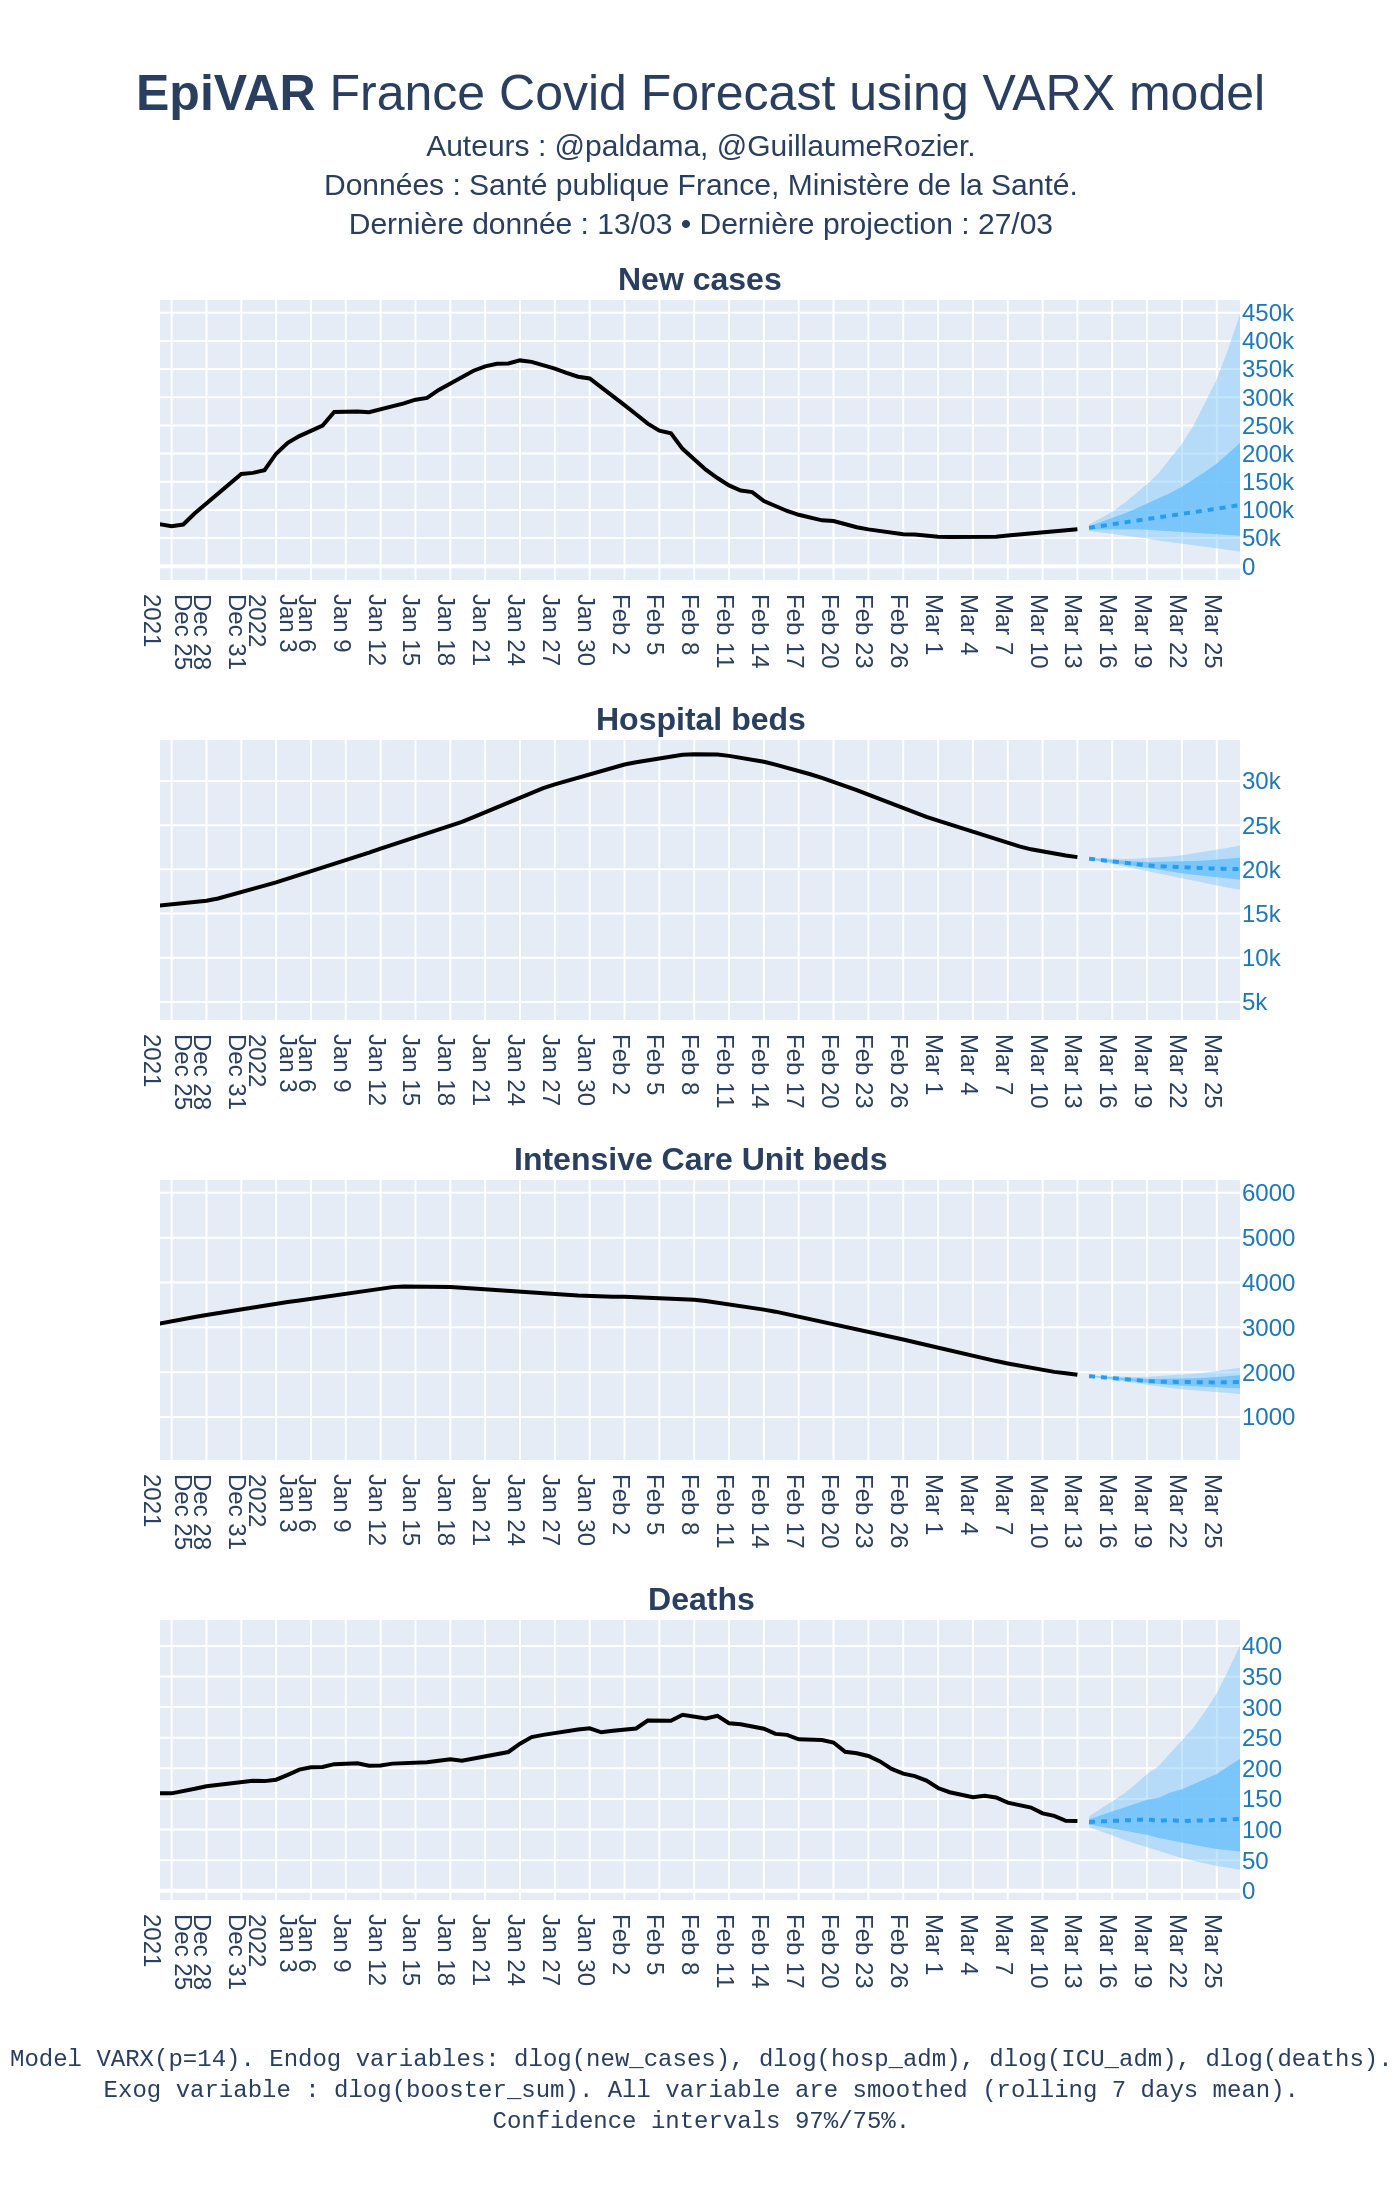 EpiVAR France Covid Forecast using VARX model
Auteurs : @paldama, @GuillaumeRozier.
Données : Santé publique France, Ministère de la Santé.
Dernière donnée : 13/03 • Dernière projection : 27/03
New cases
450k
400k
350k
300k
250k
200k
150k
100k
50k
0
2021
Dec 25
Dec 28
Dec 31
2022
Jan 3
Jan 6
Jan 9
Jan 12
Jan 15
Jan 18
Jan 21
Jan 24
Jan 27
Jan 30
Feb 2
Feb 5
Feb 8
Feb 11
Feb 14
Feb 17
Feb 20
Feb 23
Feb 26
Mar 1
Mar 4
Mar 7
Mar 10
Mar 13
Mar 16
Mar 19
Mar 22
Mar 25
Hospital beds
30k
25k
20k
15k
10k
5k
2021
Dec 25
Dec 28
Dec 31
2022
Jan 3
Jan 6
Jan 9
Jan 12
Jan 15
Jan 18
Jan 21
Jan 24
Jan 27
Jan 30
Feb 2
Feb 5
Feb 8
Feb 11
Feb 14
Feb 17
Feb 20
Feb 23
Feb 26
Mar 1
Mar 4
Mar 7
Mar 10
Mar 13
Mar 16
Mar 19
Mar 22
Mar 25
Intensive Care Unit beds
6000
5000
4000
3000
2000
1000
2021
Dec 25
Dec 28
Dec 31
2022
Jan 3
Jan 6
Jan 9
Jan 12
Jan 15
Jan 18
Jan 21
Jan 24
Jan 27
Jan 30
Feb 2
Feb 5
Feb 8
Feb 11
Feb 14
Feb 17
Feb 20
Feb 23
Feb 26
Mar 1
Mar 4
Mar 7
Mar 10
Mar 13
Mar 16
Mar 19
Mar 22
Mar 25
Deaths
400
350
300
250
200
150
100
50
0
2021
Dec 25
Dec 28
Dec 31
2022
Jan 3
Jan 6
Jan 9
Jan 12
Jan 15
Jan 18
Jan 21
Jan 24
Jan 27
Jan 30
Feb 2
Feb 5
Feb 8
Feb 11
Feb 14
Feb 17
Feb 20
Feb 23
Feb 26
Mar 1
Mar 4
Mar 7
Mar 10
Mar 13
Mar 16
Mar 19
Mar 22
Mar 25
Model VARX(p=14). Endog variables: dlog(new_cases), dlog(hosp_adm), dlog(ICU_adm), dlog(deaths).
Exog variable : dlog(booster_sum). All variable are smoothed (rolling 7 days mean).
Confidence intervals 97%/75%.